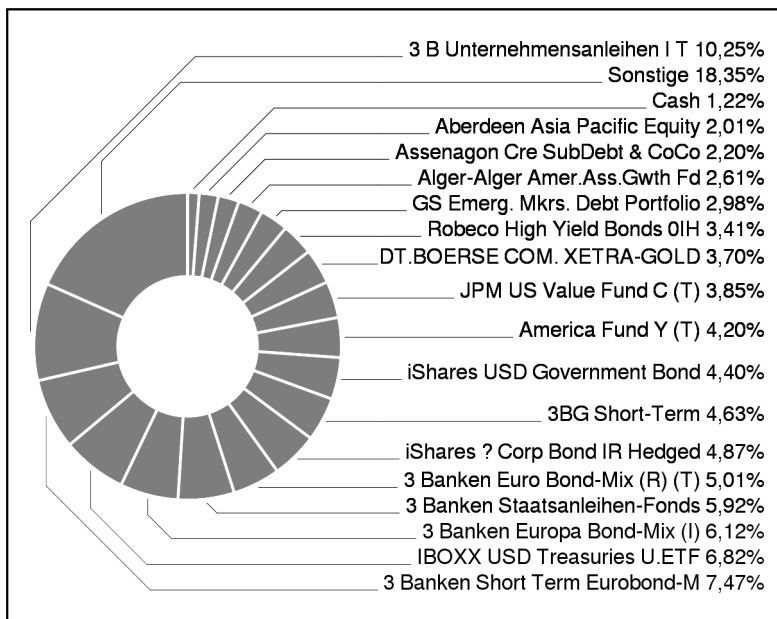 3 B Unternehmensanleihen I T 10,25%
Sonstige 18,35%
Cash 1,22%
Aberdeen Asia Pacific Equity 2,01%
Assenagon Cre SubDebt & CoCo 2,20%
Alger-Alger Amer.Ass.Gwth Fd 2,61%
GS Emerg. Mkrs. Debt Portfolio 2,98%
Robeco High Yield Bonds 0IH 3,41%
DT.BOERSE COM. XETRA-GOLD 3,70%
JPM US Value Fund C (T) 3,85%
America Fund Y (T) 4,20%
iShares USD Government Bond 4,40%
3BG Short-Term 4,63%
iShares ? Corp Bond IR Hedged 4,87%
3 Banken Euro Bond-Mix (R) (T) 5,01%
3 Banken Staatsanleihen-Fonds 5,92%
3 Banken Europa Bond-Mix (I) 6,12%
IBOXX USD Treasuries U.ETF 6,82%
3 Banken Short Term Eurobond-M 7,47%